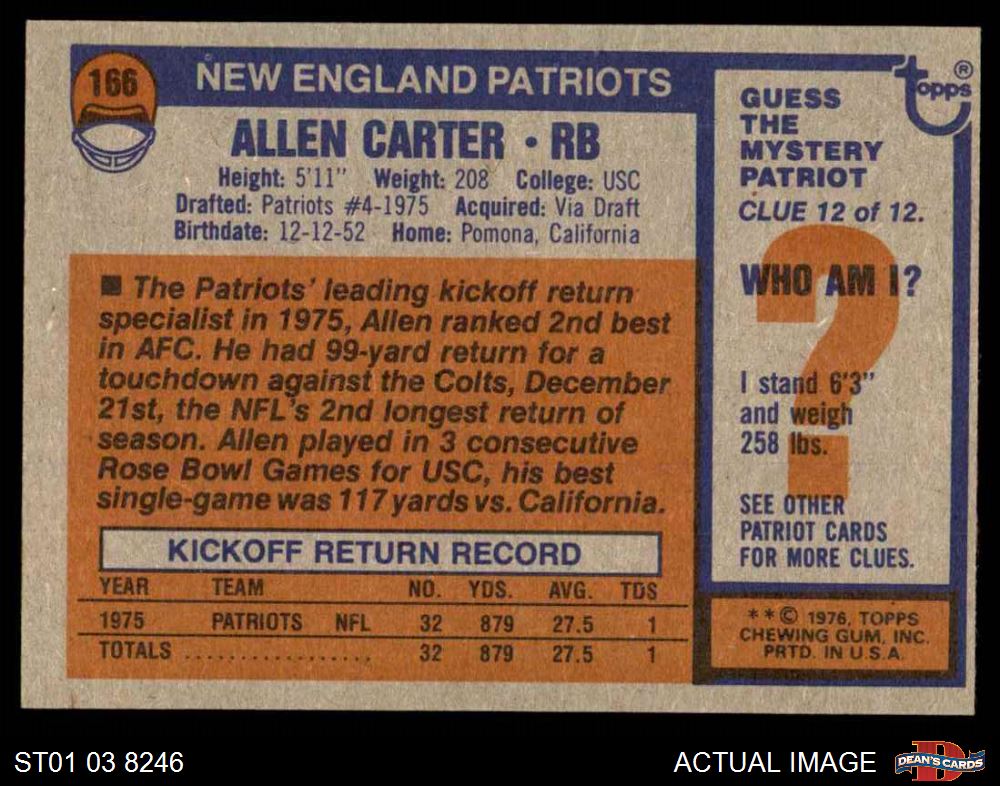 166
NEW ENGLAND PATRIOTS
ALLEN CARTER • RB
Height: 5'11" Weight: 208 College: USC
Drafted: Patriots #4-1975 Acquired: Via Draft
Birthdate: 12-12-52 Home: Pomona, California
■ The Patriots' leading kickoff return
specialist in 1975, Allen ranked 2nd best
in AFC. He had 99-yard return for a
touchdown against the Colts, December
21st, the NFL's 2nd longest return of
season. Allen played in 3 consecutive
Rose Bowl Games for USC, his best
single-game was 117 yards vs. California.
KICKOFF RETURN RECORD
YEAR TEAM NO. YDS. AVG. TDS
1975 PATRIOTS NFL 32 879 27.5 1
TOTALS .................. 32 879 27.5 1
topps ®
GUESS
THE
MYSTERY
PATRIOT
CLUE 12 of 12.
?
WHO AM I?
I stand 6'3"
and weigh
258 lbs.
SEE OTHER
PATRIOT CARDS
FOR MORE CLUES.
* * © 1976, TOPPS
CHEWING GUM, INC.
PRTD. IN U.S.A.
ST01 03 8246
ACTUAL IMAGE
D
DEAN'S CARDS